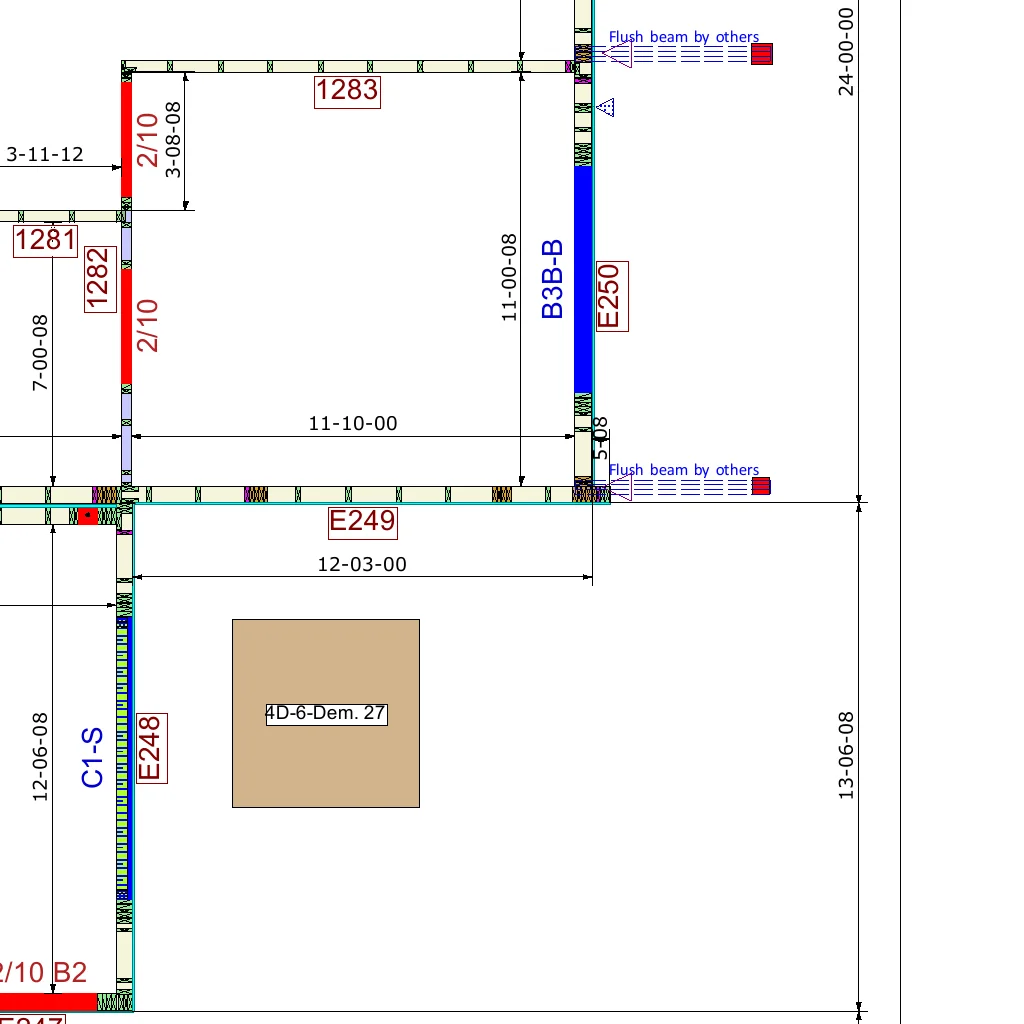 24-00-00
Flush beam by others
1283
2/10
3-08-08
3-11-12
1281
1282
11-00-08
B3B-B
E250
2/10
7-00-08
11-10-00
5-08
Flush beam by others
E249
12-03-00
4D-6-Dem. 27
C1-S
E248
12-06-08
13-06-08
2/10 B2
E247